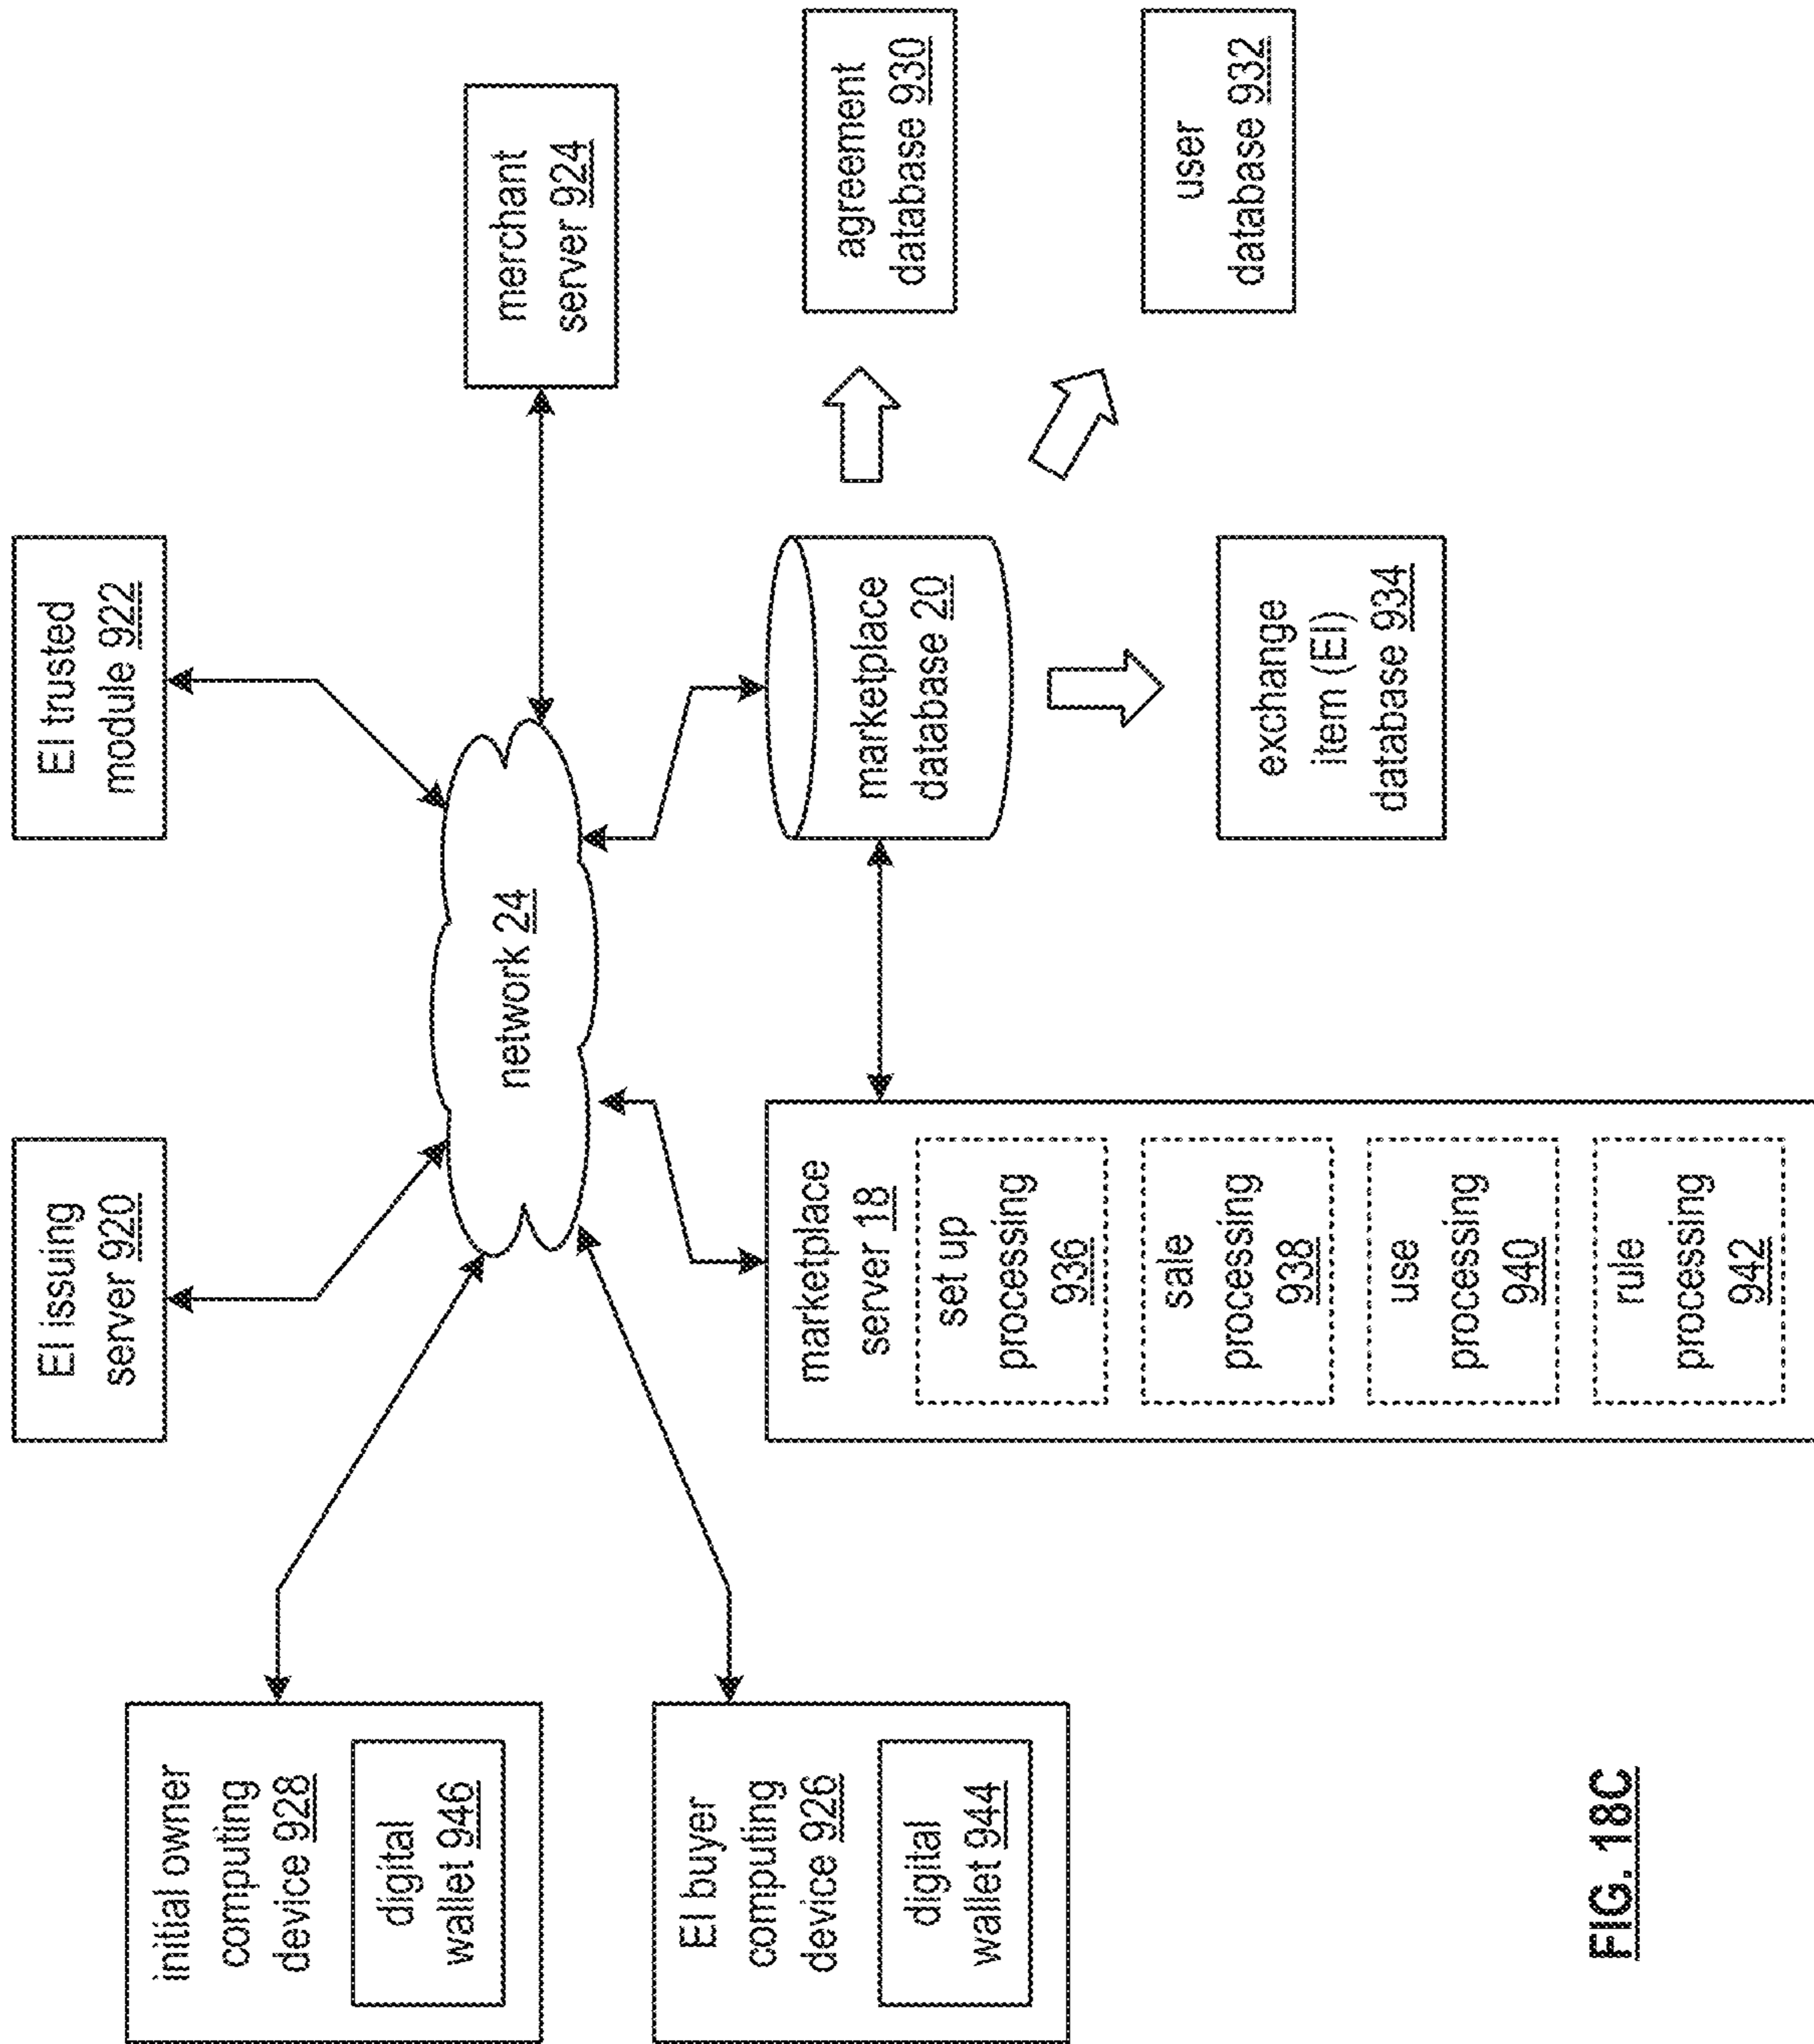 EI issuing
server 920
EI trusted
module 922
initial owner
computing
device 928
digital
wallet 946
network 24
merchant
server 924
EI buyer
computing
device 926
digital
wallet 944
marketplace
server 18
set up
processing
936
sale
processing
938
use
processing
940
rule
processing
942
marketplace
database 20
agreement
database 930
user
database 932
exchange
item (EI)
database 934
FIG. 18C